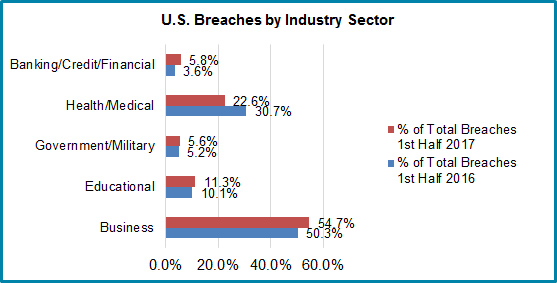 U.S. Breaches by Industry Sector
Banking/Credit/Financial
5.8%
3.6%
Health/Medical
22.6%
30.7%
Government/Military
5.6%
5.2%
Educational
11.3%
10.1%
Business
54.7%
50.3%
0.0% 20.0% 40.0% 60.0%
% of Total Breaches
1st Half 2017
% of Total Breaches
1st Half 2016